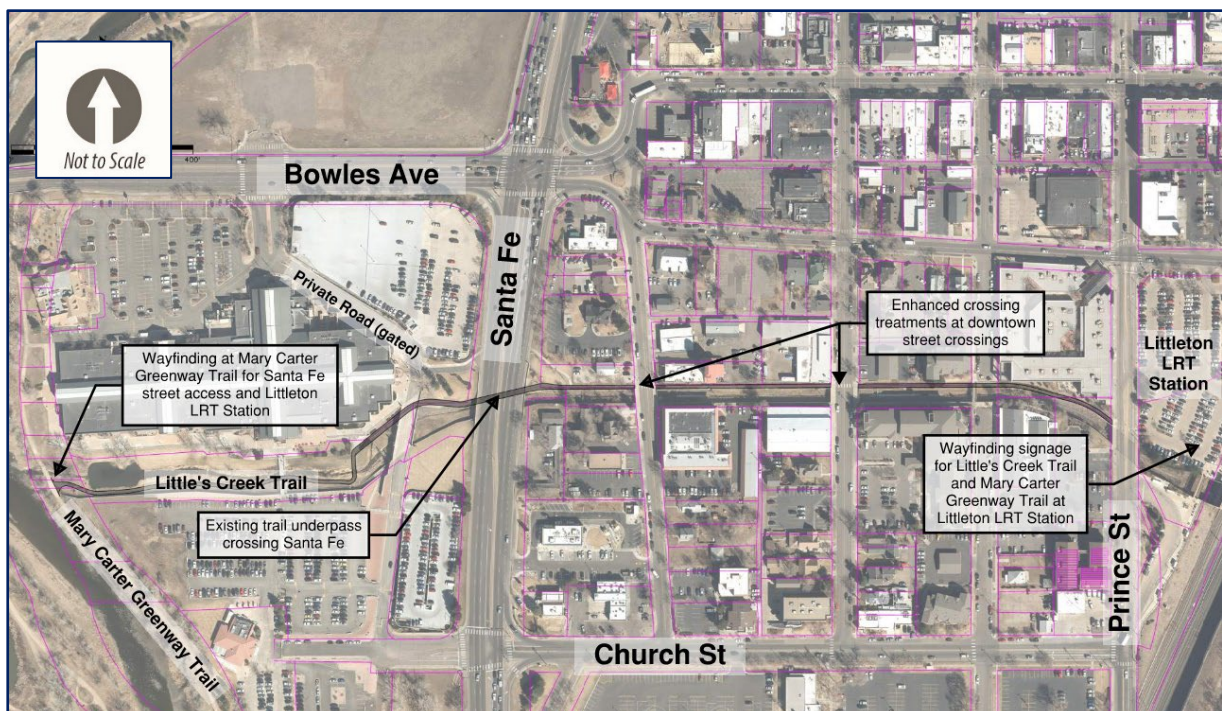 Not to Scale
400'
Bowles Ave
Santa Fe
Private Road (gated)
Enhanced crossing
treatments at downtown
street crossings
Littleton
LRT
Station
Wayfinding at Mary Carter
Greenway Trail for Santa Fe
street access and Littleton
LRT Station
Little's Creek Trail
Wayfinding signage
for Little's Creek Trail
and Mary Carter
Greenway Trail at
Littleton LRT Station
Existing trail underpass
crossing Santa Fe
Mary Carter Greenway Trail
Prince St
Church St